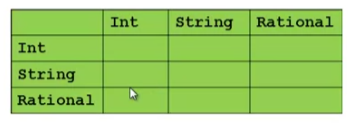 Int String Rational
Int
String
Rational